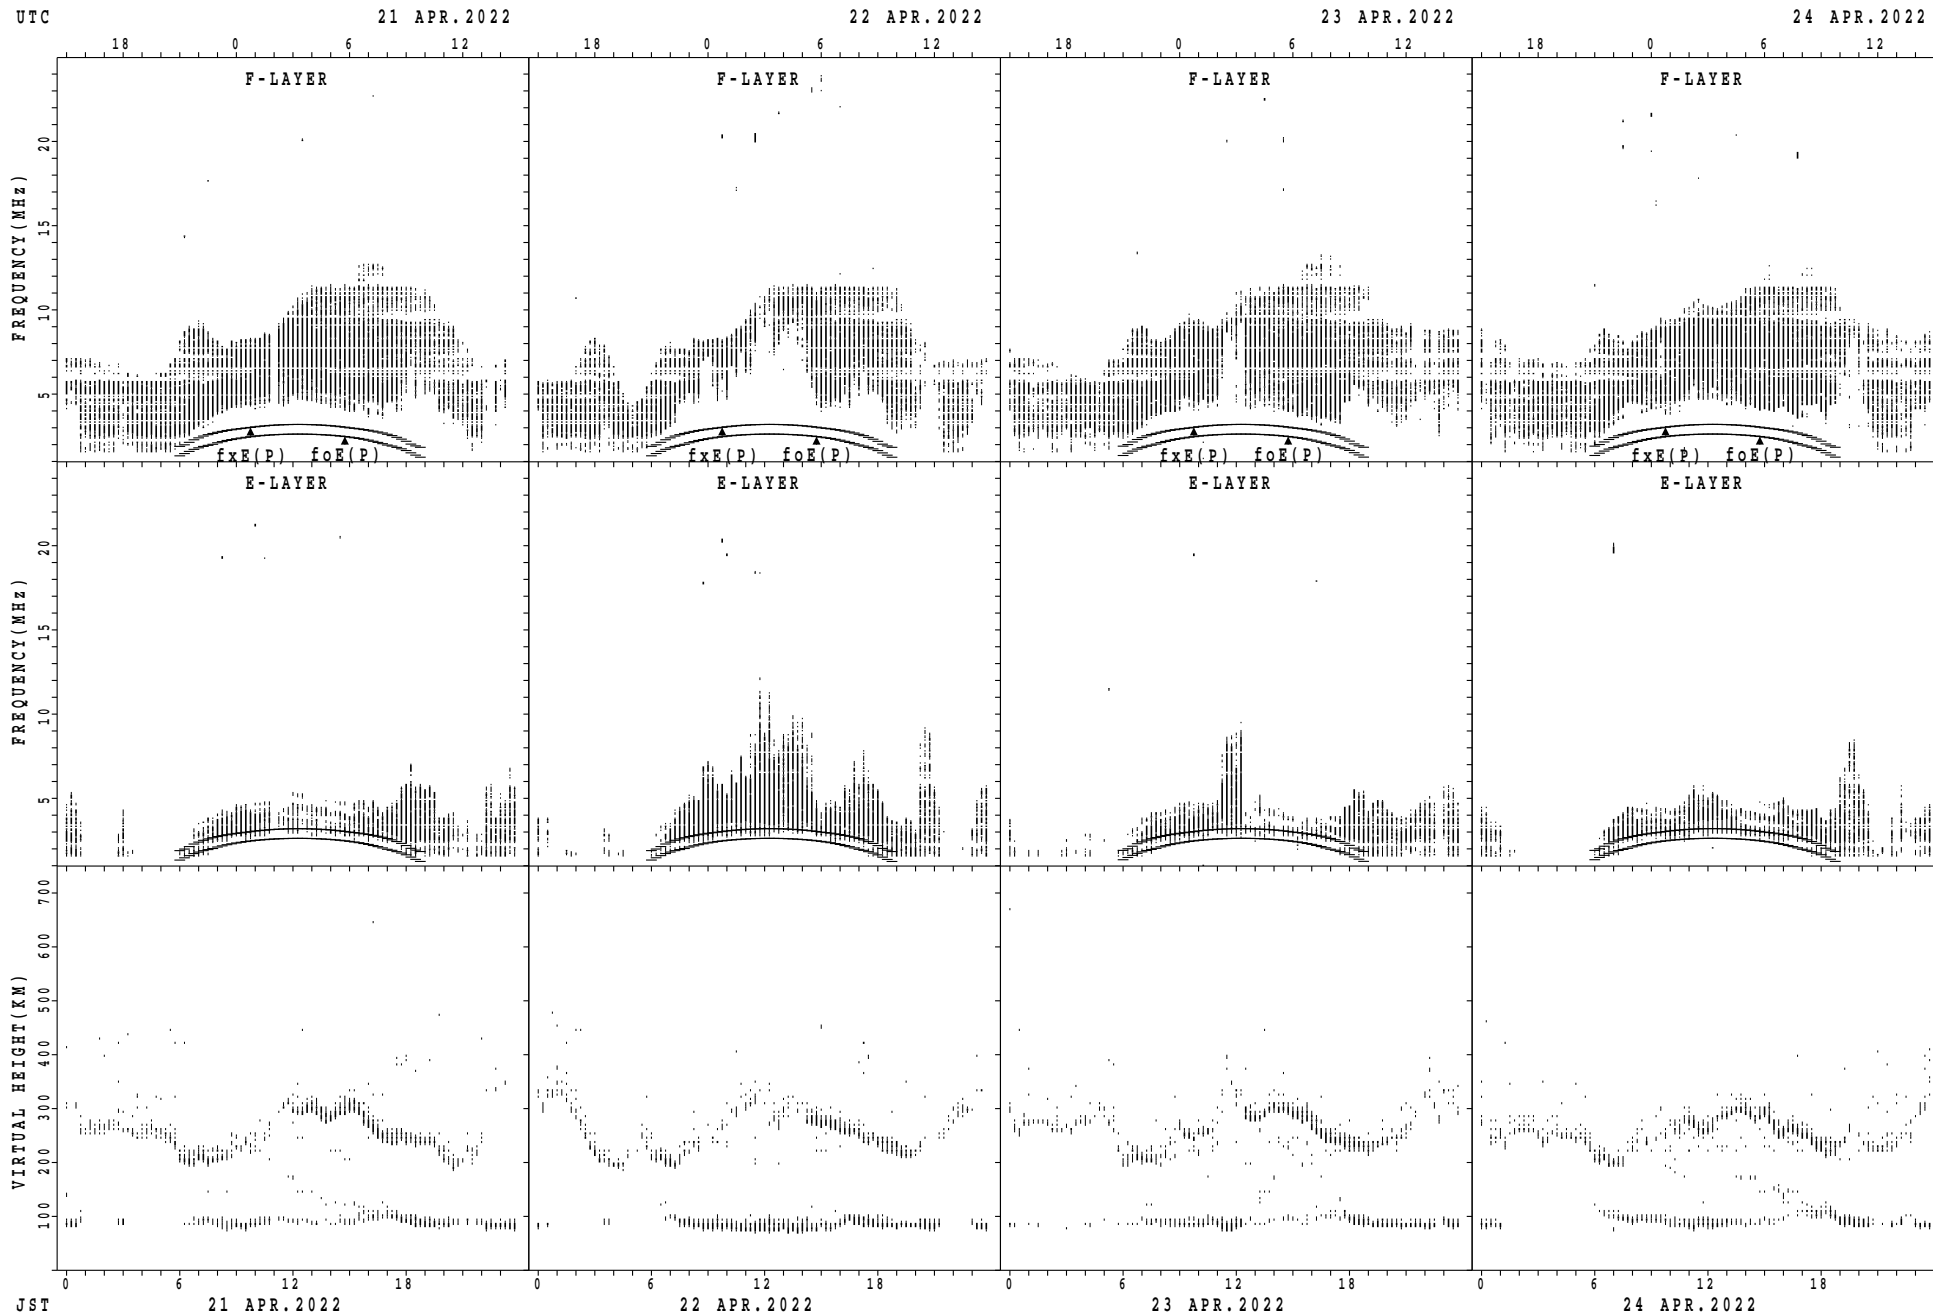 UTC 21 APR.2022 22 APR.2022 23 APR.2022 24 APR.2022
18 0 6 12 18 0 6 12 18 0 6 12 18 0 6 12
F-LAYER F-LAYER F-LAYER F-LAYER
FREQUENCY(MHz)
20
15
10
5
fxE(P) foE(P) fxE(P) foE(P) fxE(P) foE(P) fxE(P) foE(P)
E-LAYER E-LAYER E-LAYER E-LAYER
FREQUENCY(MHz)
20
15
10
5
VIRTUAL HEIGHT(KM)
700
600
500
400
300
200
100
0 6 12 18 0 6 12 18 0 6 12 18 0 6 12 18
JST 21 APR.2022 22 APR.2022 23 APR.2022 24 APR.2022